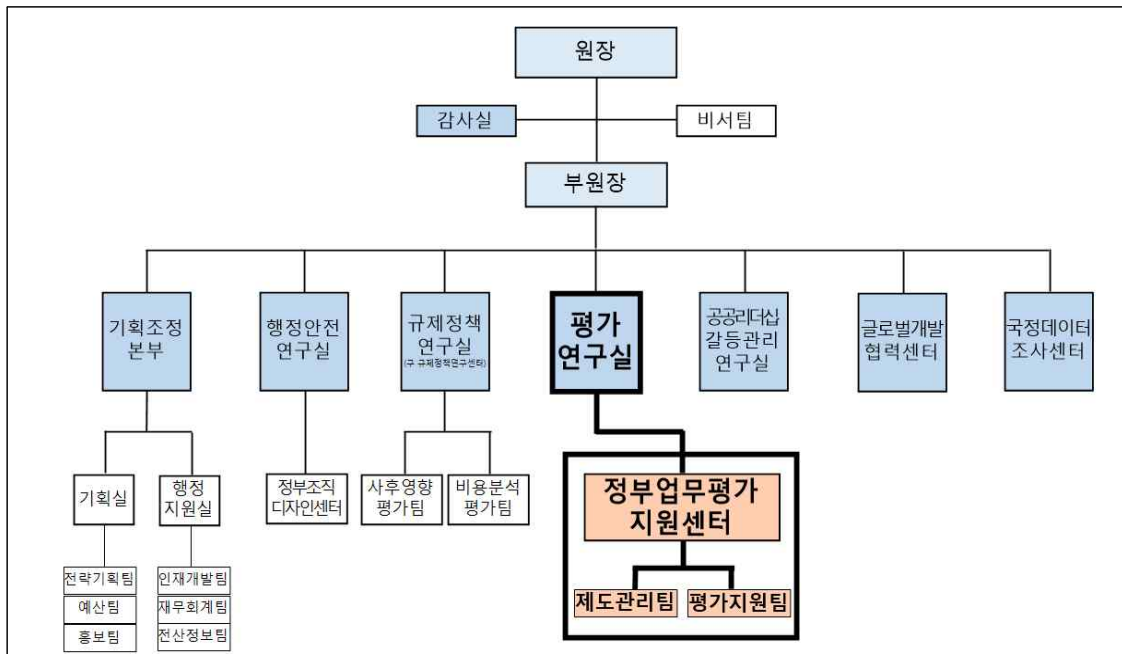 원장
감사실
비서팀
부원장
기획조정
본부
행정안전
연구실
규제정책
연구실
(구 규제정책연구센터)
평가
연구실
공공리더십
갈등관리
연구실
글로벌개발
협력센터
국정데이터
조사센터
기획실
행정
지원실
정부조직
디자인센터
사후영향
평가팀
비용분석
평가팀
정부업무평가
지원센터
전략기획팀
예산팀
홍보팀
인재개발팀
재무회계팀
전산정보팀
제도관리팀
평가지원팀